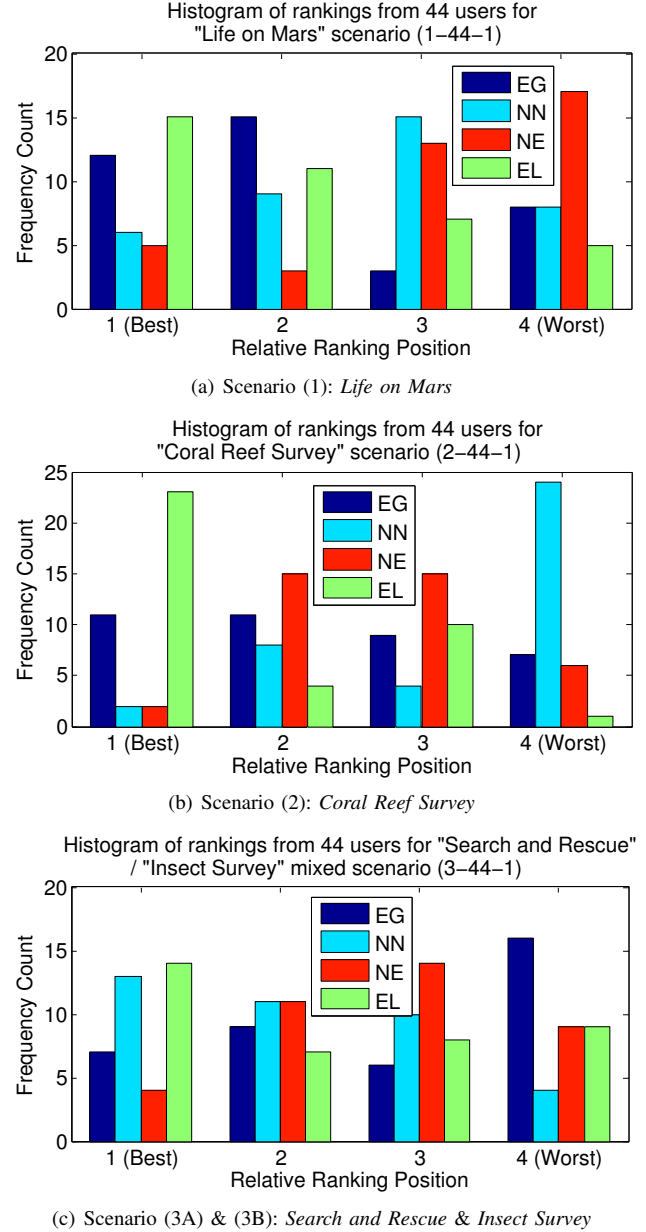 Histogram of rankings from 44 users for
"Life on Mars" scenario (1−44−1)
20
15
10
5
0
Frequency Count
EG
NN
NE
EL
1 (Best) 2 3 4 (Worst)
Relative Ranking Position
(a) Scenario (1): Life on Mars
Histogram of rankings from 44 users for
"Coral Reef Survey" scenario (2−44−1)
25
20
15
10
5
0
Frequency Count
EG
NN
NE
EL
1 (Best) 2 3 4 (Worst)
Relative Ranking Position
(b) Scenario (2): Coral Reef Survey
Histogram of rankings from 44 users for "Search and Rescue"
/ "Insect Survey" mixed scenario (3−44−1)
20
15
10
5
0
Frequency Count
EG
NN
NE
EL
1 (Best) 2 3 4 (Worst)
Relative Ranking Position
(c) Scenario (3A) & (3B): Search and Rescue & Insect Survey